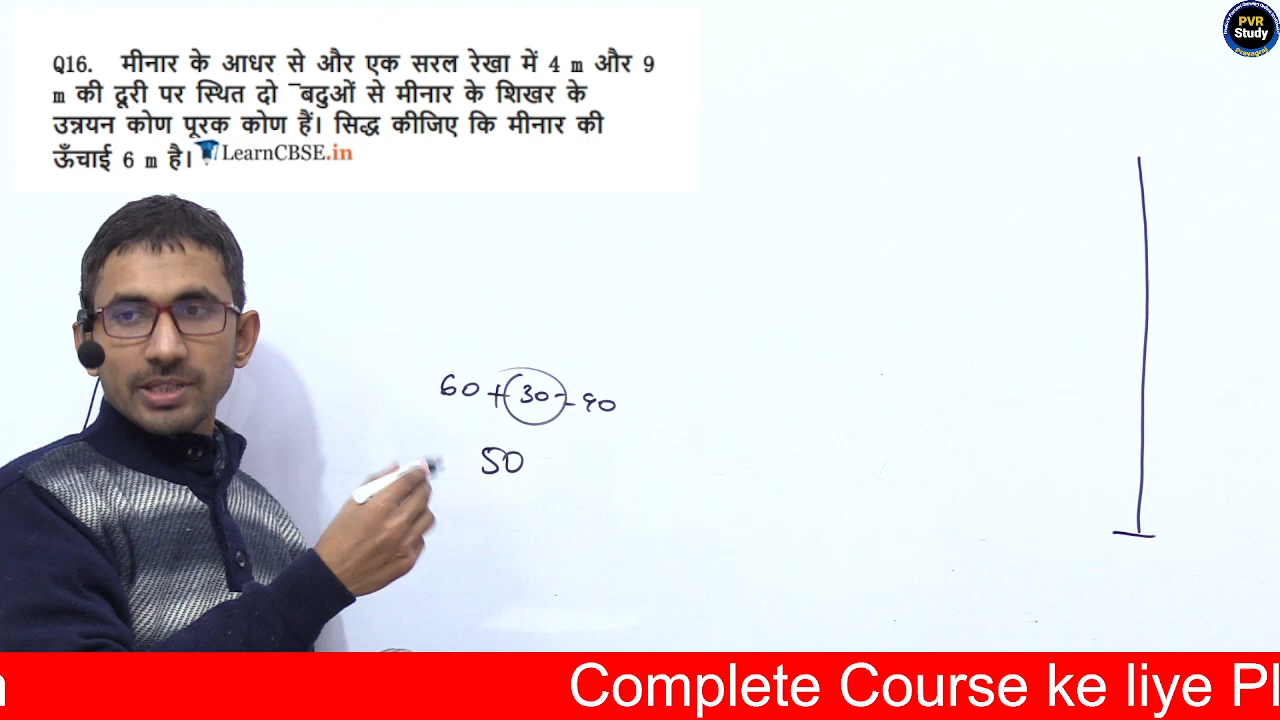 Q16. मीनार के आधर से और एक सरल रेखा में 4 m और 9
m की दूरी पर स्थित दो ¯बदुओं से मीनार के शिखर के
उन्नयन कोण पूरक कोण हैं। सिद्ध कीजिए कि मीनार की
ऊँचाई 6 m है। LearnCBSE.in
PVR
Study
Prayagraj
60 + 30 = 90
50
n Complete Course ke liye Pl